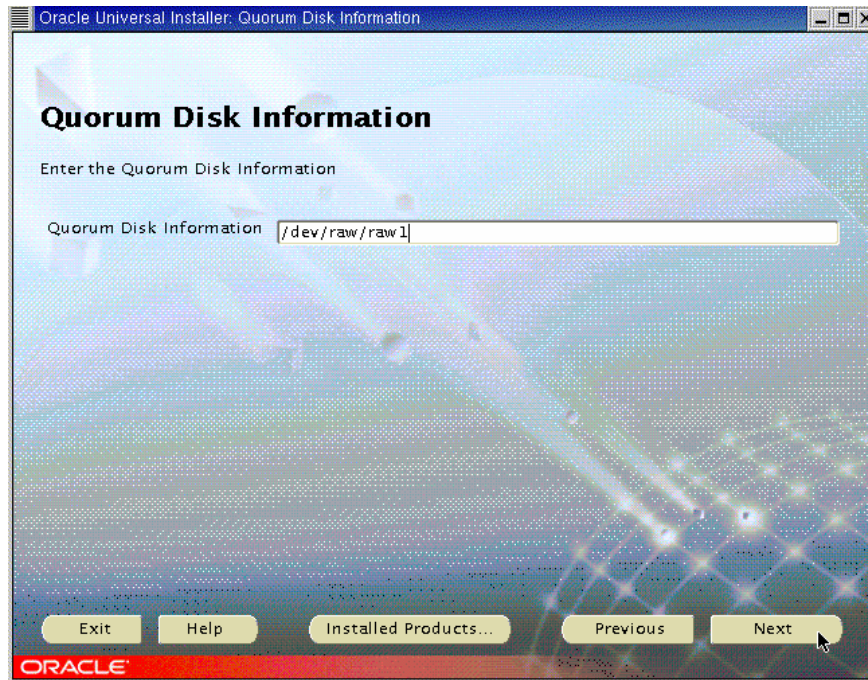 Oracle Universal Installer: Quorum Disk Information
Quorum Disk Information
Enter the Quorum Disk Information
Quorum Disk Information /dev/raw/raw1
Exit Help Installed Products... Previous Next
ORACLE